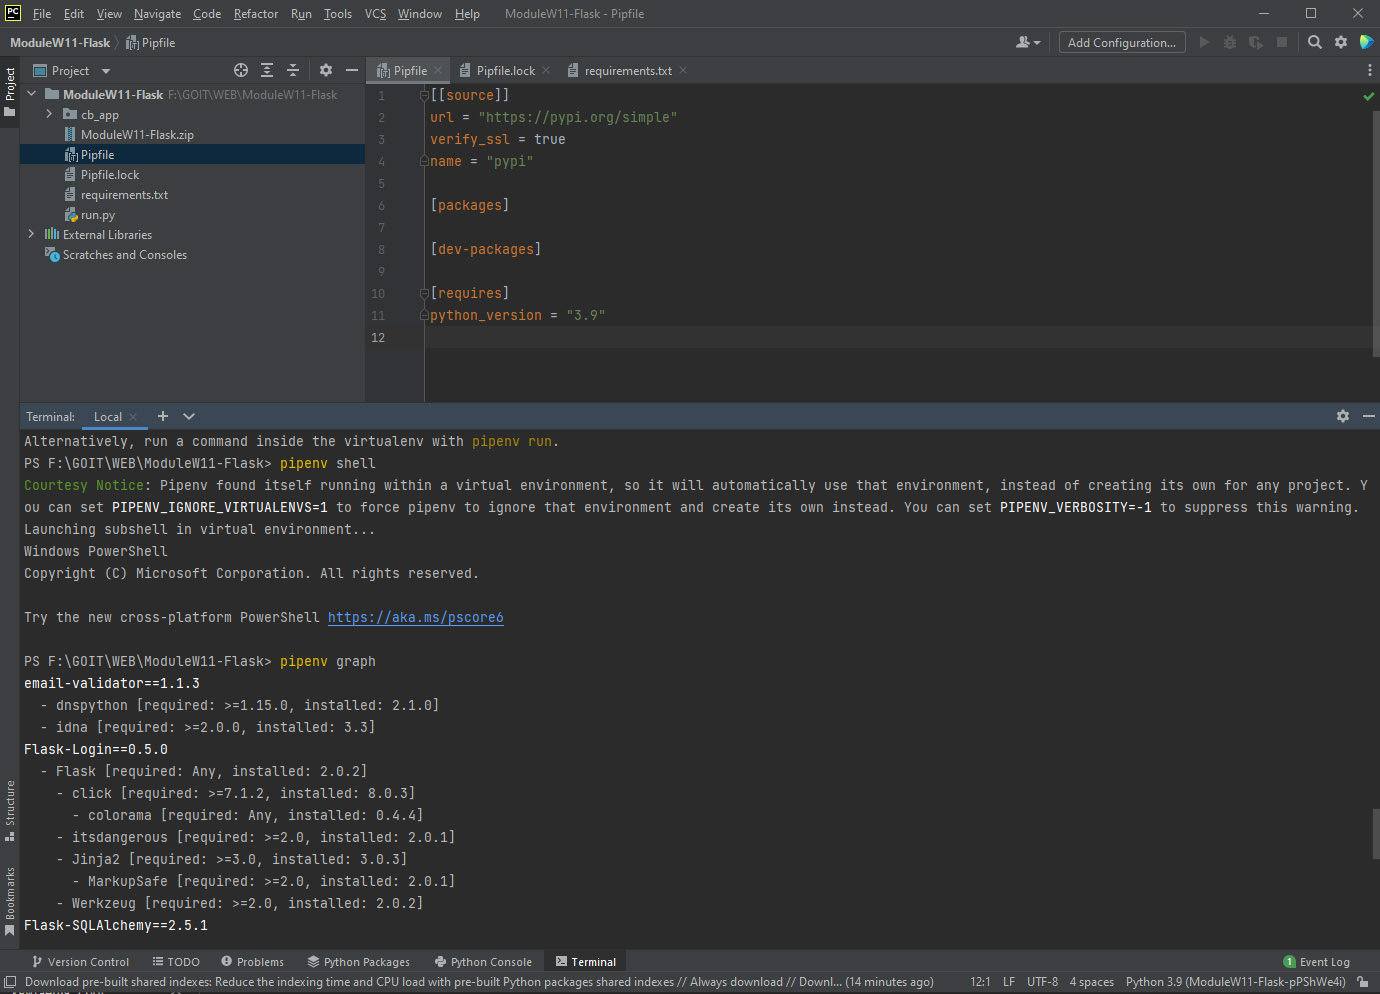 PC File Edit View Navigate Code Refactor Run Tools VCS Window Help ModuleW11-Flask - Pipfile
ModuleW11-Flask Pipfile Add Configuration...
Project
Project
Pipfile Pipfile.lock requirements.txt
ModuleW11-Flask F:\GOIT\WEB\ModuleW11-Flask
cb_app
ModuleW11-Flask.zip
Pipfile
Pipfile.lock
requirements.txt
run.py
External Libraries
Scratches and Consoles
1 [[source]]
2 url = "https://pypi.org/simple"
3 verify_ssl = true
4 name = "pypi"
5
6 [packages]
7
8 [dev-packages]
9
10 [requires]
11 python_version = "3.9"
12
Terminal: Local
Alternatively, run a command inside the virtualenv with pipenv run.
PS F:\GOIT\WEB\ModuleW11-Flask> pipenv shell
Courtesy Notice: Pipenv found itself running within a virtual environment, so it will automatically use that environment, instead of creating its own for any project. Y
ou can set PIPENV_IGNORE_VIRTUALENVS=1 to force pipenv to ignore that environment and create its own instead. You can set PIPENV_VERBOSITY=-1 to suppress this warning.
Launching subshell in virtual environment...
Windows PowerShell
Copyright (C) Microsoft Corporation. All rights reserved.
Try the new cross-platform PowerShell https://aka.ms/pscore6
PS F:\GOIT\WEB\ModuleW11-Flask> pipenv graph
email-validator==1.1.3
- dnspython [required: >=1.15.0, installed: 2.1.0]
- idna [required: >=2.0.0, installed: 3.3]
Flask-Login==0.5.0
- Flask [required: Any, installed: 2.0.2]
- click [required: >=7.1.2, installed: 8.0.3]
- colorama [required: Any, installed: 0.4.4]
- itsdangerous [required: >=2.0, installed: 2.0.1]
- Jinja2 [required: >=3.0, installed: 3.0.3]
- MarkupSafe [required: >=2.0, installed: 2.0.1]
- Werkzeug [required: >=2.0, installed: 2.0.2]
Flask-SQLAlchemy==2.5.1
Structure
Bookmarks
Version Control TODO Problems Python Packages Python Console Terminal 1 Event Log
Download pre-built shared indexes: Reduce the indexing time and CPU load with pre-built Python packages shared indexes // Always download // Downl... (14 minutes ago) 12:1 LF UTF-8 4 spaces Python 3.9 (ModuleW11-Flask-pPShWe4i)